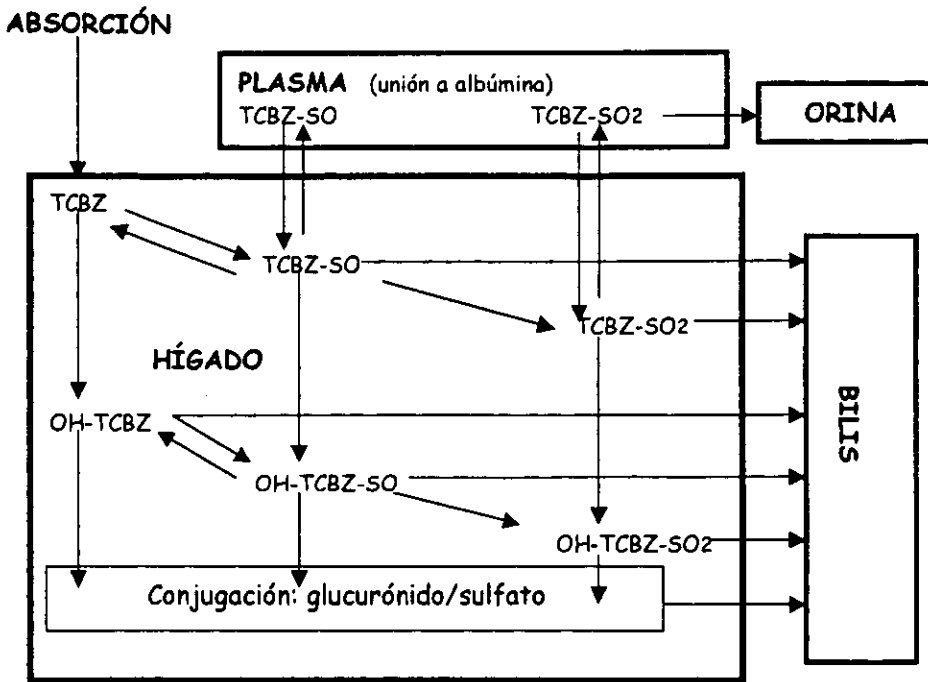 ABSORCIÓN
PLASMA (unión a albúmina)
TCBZ-SO TCBZ-SO2
ORINA
TCBZ
TCBZ-SO
TCBZ-SO2
HÍGADO
OH-TCBZ
OH-TCBZ-SO
OH-TCBZ-SO2
Conjugación: glucurónido/sulfato
BILIS